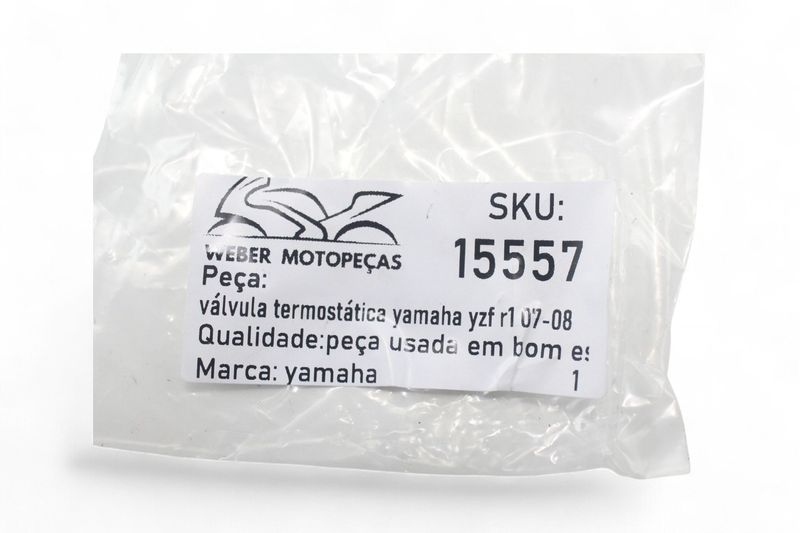 WEBER MOTOPEÇAS
SKU:
15557
Peça:
válvula termostática yamaha yzf r1 07-08
Qualidade:peça usada em bom es
Marca: yamaha
1